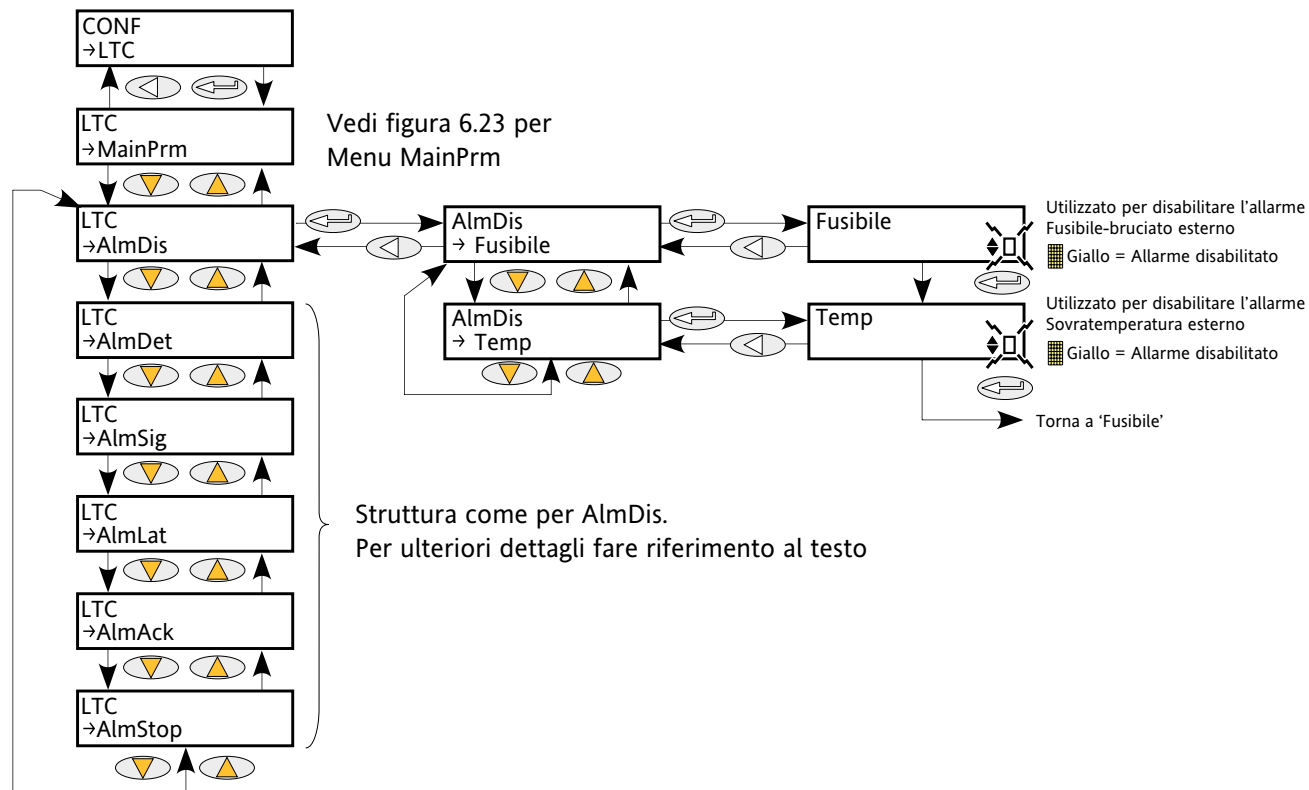 CONF
→LTC
LTC
→MainPrm
Vedi figura 6.23 per
Menu MainPrm
LTC
→AlmDis
AlmDis
→ Fusibile
Fusibile
Utilizzato per disabilitare l'allarme
Fusibile-bruciato esterno
Giallo = Allarme disabilitato
LTC
→AlmDet
AlmDis
→ Temp
Temp
Utilizzato per disabilitare l'allarme
Sovratemperatura esterno
Giallo = Allarme disabilitato
Torna a ‘Fusibile’
LTC
→AlmSig
LTC
→AlmLat
Struttura come per AlmDis.
Per ulteriori dettagli fare riferimento al testo
LTC
→AlmAck
LTC
→AlmStop